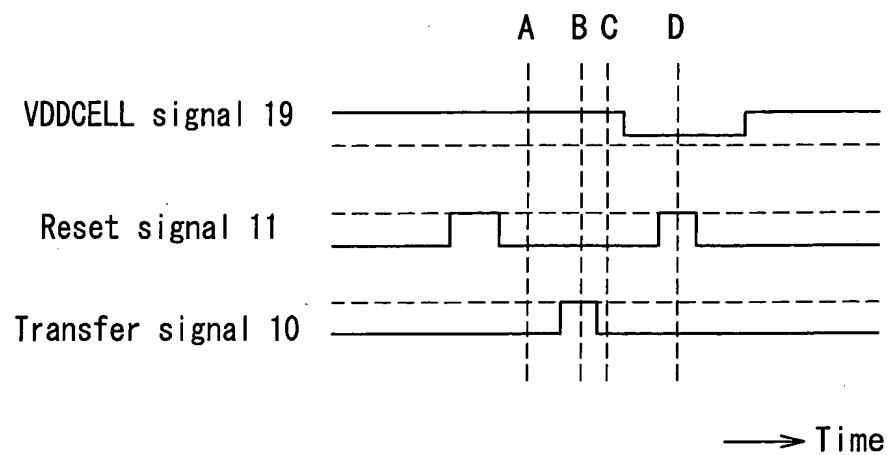 A B C D
VDDCELL signal 19
Reset signal 11
Transfer signal 10
Time